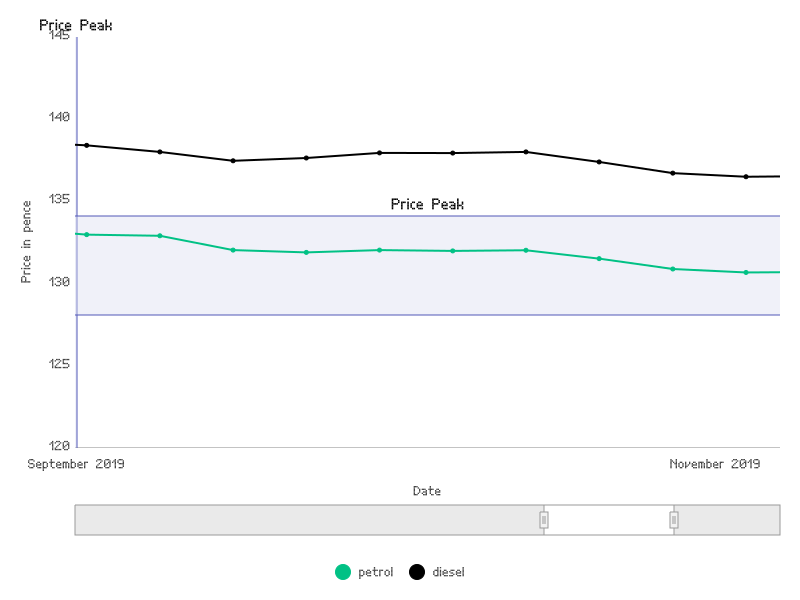 Price Peak
145
140
135
Price Peak
Price in pence
130
125
120
September 2019
November 2019
Date
petrol
diesel